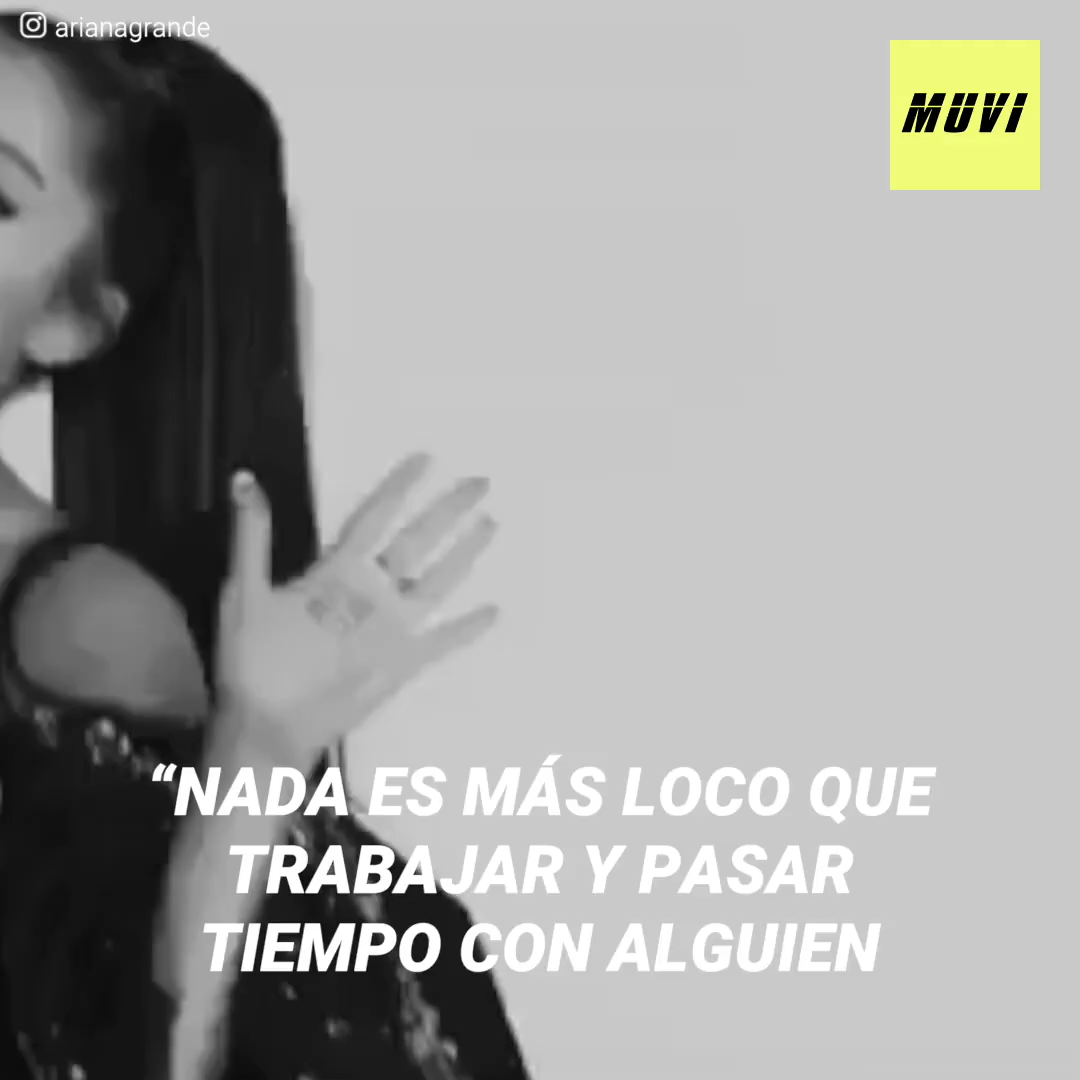 arianagrande
MUVI
“NADA ES MÁS LOCO QUE
TRABAJAR Y PASAR
TIEMPO CON ALGUIEN